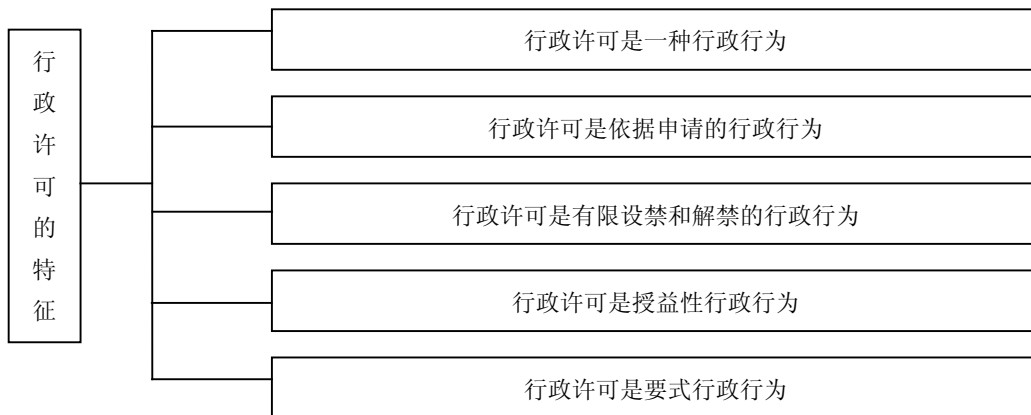 行政许可的特征
行政许可是一种行政行为
行政许可是依据申请的行政行为
行政许可是有限设禁和解禁的行政行为
行政许可是授益性行政行为
行政许可是要式行政行为